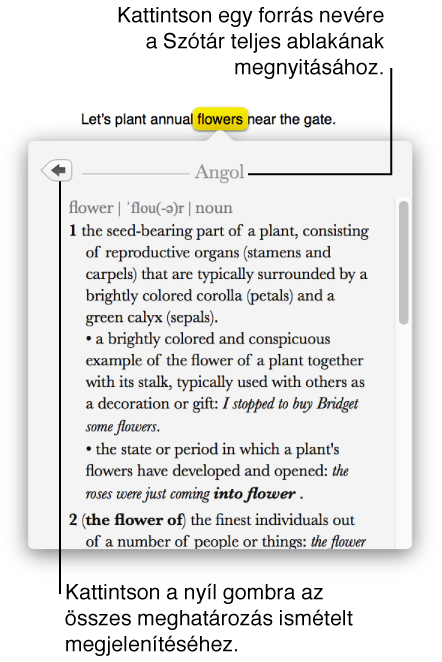 Kattintson egy forrás nevére
a Szótár teljes ablakának
megnyitásához.
Let's plant annual flowers near the gate.
Angol
flower | ˈflou(-ə)r | noun
1 the seed-bearing part of a plant, consisting
of reproductive organs (stamens and
carpels) that are typically surrounded by a
brightly colored corolla (petals) and a
green calyx (sepals).
• a brightly colored and conspicuous
example of the flower of a plant together
with its stalk, typically used with others as
a decoration or gift: I stopped to buy Bridget
some flowers.
• the state or period in which a plant's
flowers have developed and opened: the
roses were just coming into flower .
2 (the flower of) the finest individuals out
of a number of people or things: the flower
Kattintson a nyíl gombra az
összes meghatározás ismételt
megjelenítéséhez.